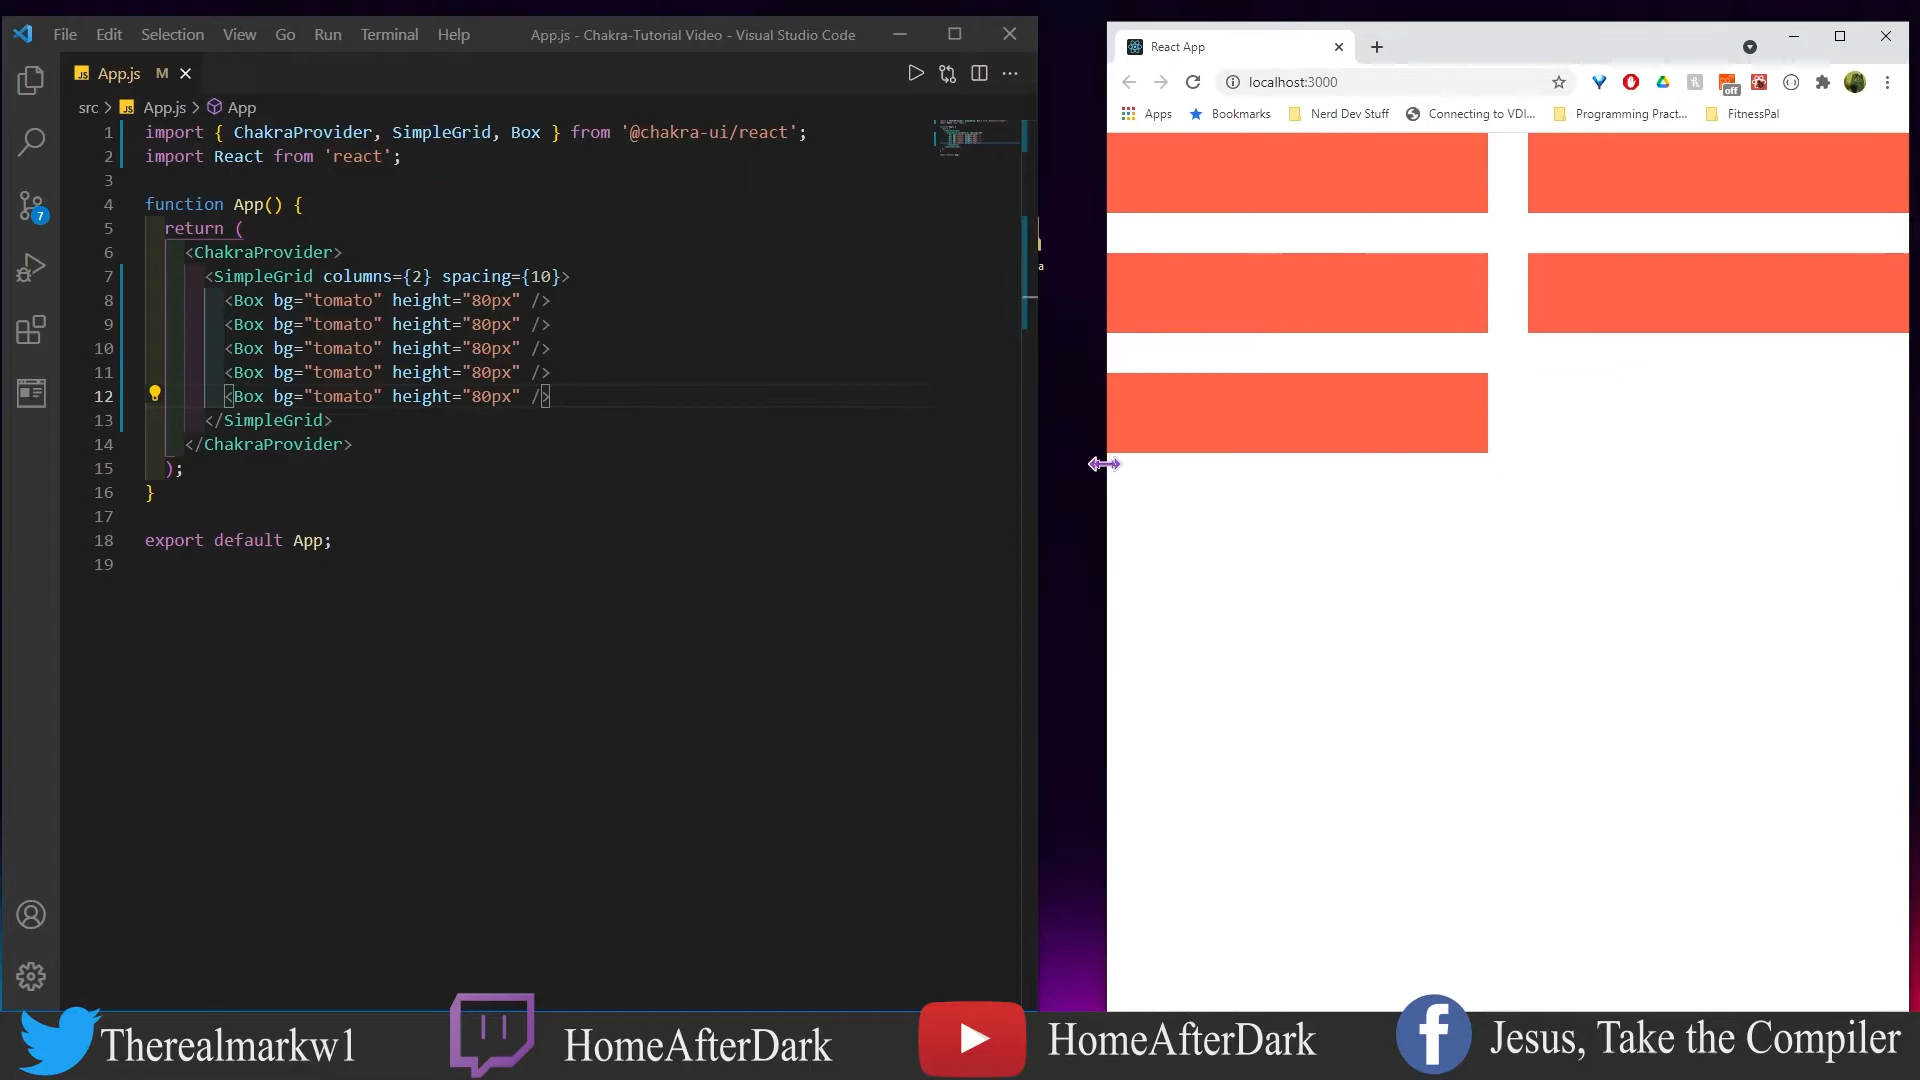 File Edit Selection View Go Run Terminal Help App.js - Chakra-Tutorial Video - Visual Studio Code
JS App.js M
src > JS App.js > App
1 import { ChakraProvider, SimpleGrid, Box } from '@chakra-ui/react';
2 import React from 'react';
3
4 function App() {
5 return (
6 <ChakraProvider>
7 <SimpleGrid columns={2} spacing={10}>
8 <Box bg="tomato" height="80px" />
9 <Box bg="tomato" height="80px" />
10 <Box bg="tomato" height="80px" />
11 <Box bg="tomato" height="80px" />
12 <Box bg="tomato" height="80px" />
13 </SimpleGrid>
14 </ChakraProvider>
15 );
16 }
17
18 export default App;
19
7
a
React App
localhost:3000
off
Apps Bookmarks Nerd Dev Stuff Connecting to VDI... Programming Pract... FitnessPal
Therealmarkw1 HomeAfterDark HomeAfterDark Jesus, Take the Compiler